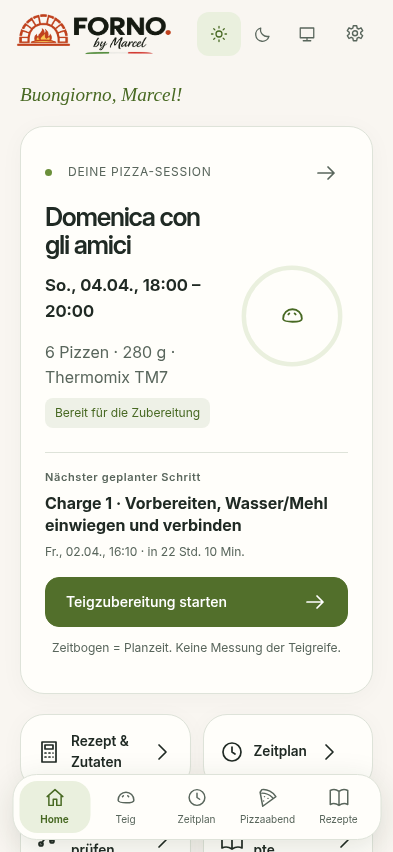 FORNO.
by Marcel
Buongiorno, Marcel!
DEINE PIZZA-SESSION
Domenica con
gli amici
So., 04.04., 18:00 –
20:00
6 Pizzen · 280 g ·
Thermomix TM7
Bereit für die Zubereitung
Nächster geplanter Schritt
Charge 1 · Vorbereiten, Wasser/Mehl
einwiegen und verbinden
Fr., 02.04., 16:10 · in 22 Std. 10 Min.
Teigzubereitung starten
Zeitbogen = Planzeit. Keine Messung der Teigreife.
Rezept &
Zutaten
Zeitplan
Home
Teig
Zeitplan
Pizzaabend
Rezepte
prüfen
pte